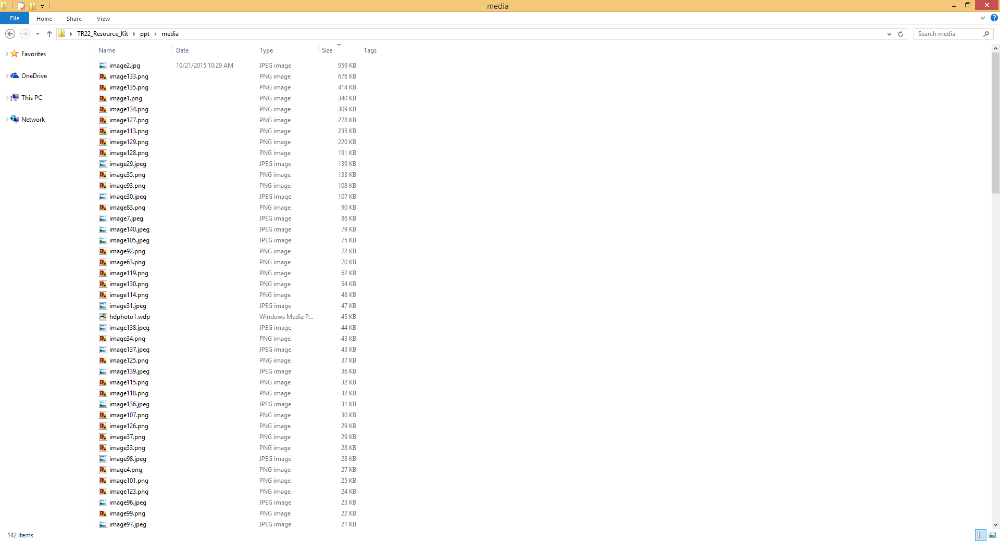 media
File Home Share View
TR22_Resource_Kit ppt media Search media
Name Date Type Size Tags
Favorites
OneDrive
This PC
Network
image2.jpg 10/21/2015 10:29 AM JPEG image 959 KB
image133.png PNG image 676 KB
image135.png PNG image 414 KB
image1.png PNG image 340 KB
image134.png PNG image 309 KB
image127.png PNG image 278 KB
image113.png PNG image 235 KB
image129.png PNG image 220 KB
image128.png PNG image 191 KB
image29.jpeg JPEG image 139 KB
image35.png PNG image 133 KB
image93.png PNG image 108 KB
image30.jpeg JPEG image 107 KB
image83.png PNG image 90 KB
image7.jpeg JPEG image 86 KB
image140.jpeg JPEG image 79 KB
image105.jpeg JPEG image 75 KB
image92.png PNG image 72 KB
image63.png PNG image 70 KB
image119.png PNG image 62 KB
image130.png PNG image 54 KB
image114.png PNG image 48 KB
image31.jpeg JPEG image 47 KB
hdphoto1.wdp Windows Media P... 45 KB
image138.jpeg JPEG image 44 KB
image34.png PNG image 43 KB
image137.jpeg JPEG image 43 KB
image125.png PNG image 37 KB
image139.jpeg JPEG image 36 KB
image115.png PNG image 32 KB
image118.png PNG image 32 KB
image136.jpeg JPEG image 31 KB
image107.png PNG image 30 KB
image126.png PNG image 29 KB
image37.png PNG image 29 KB
image33.png PNG image 28 KB
image98.jpeg JPEG image 28 KB
image4.png PNG image 27 KB
image101.png PNG image 25 KB
image123.png PNG image 24 KB
image96.jpeg JPEG image 23 KB
image99.png PNG image 22 KB
image97.jpeg JPEG image 21 KB
142 items